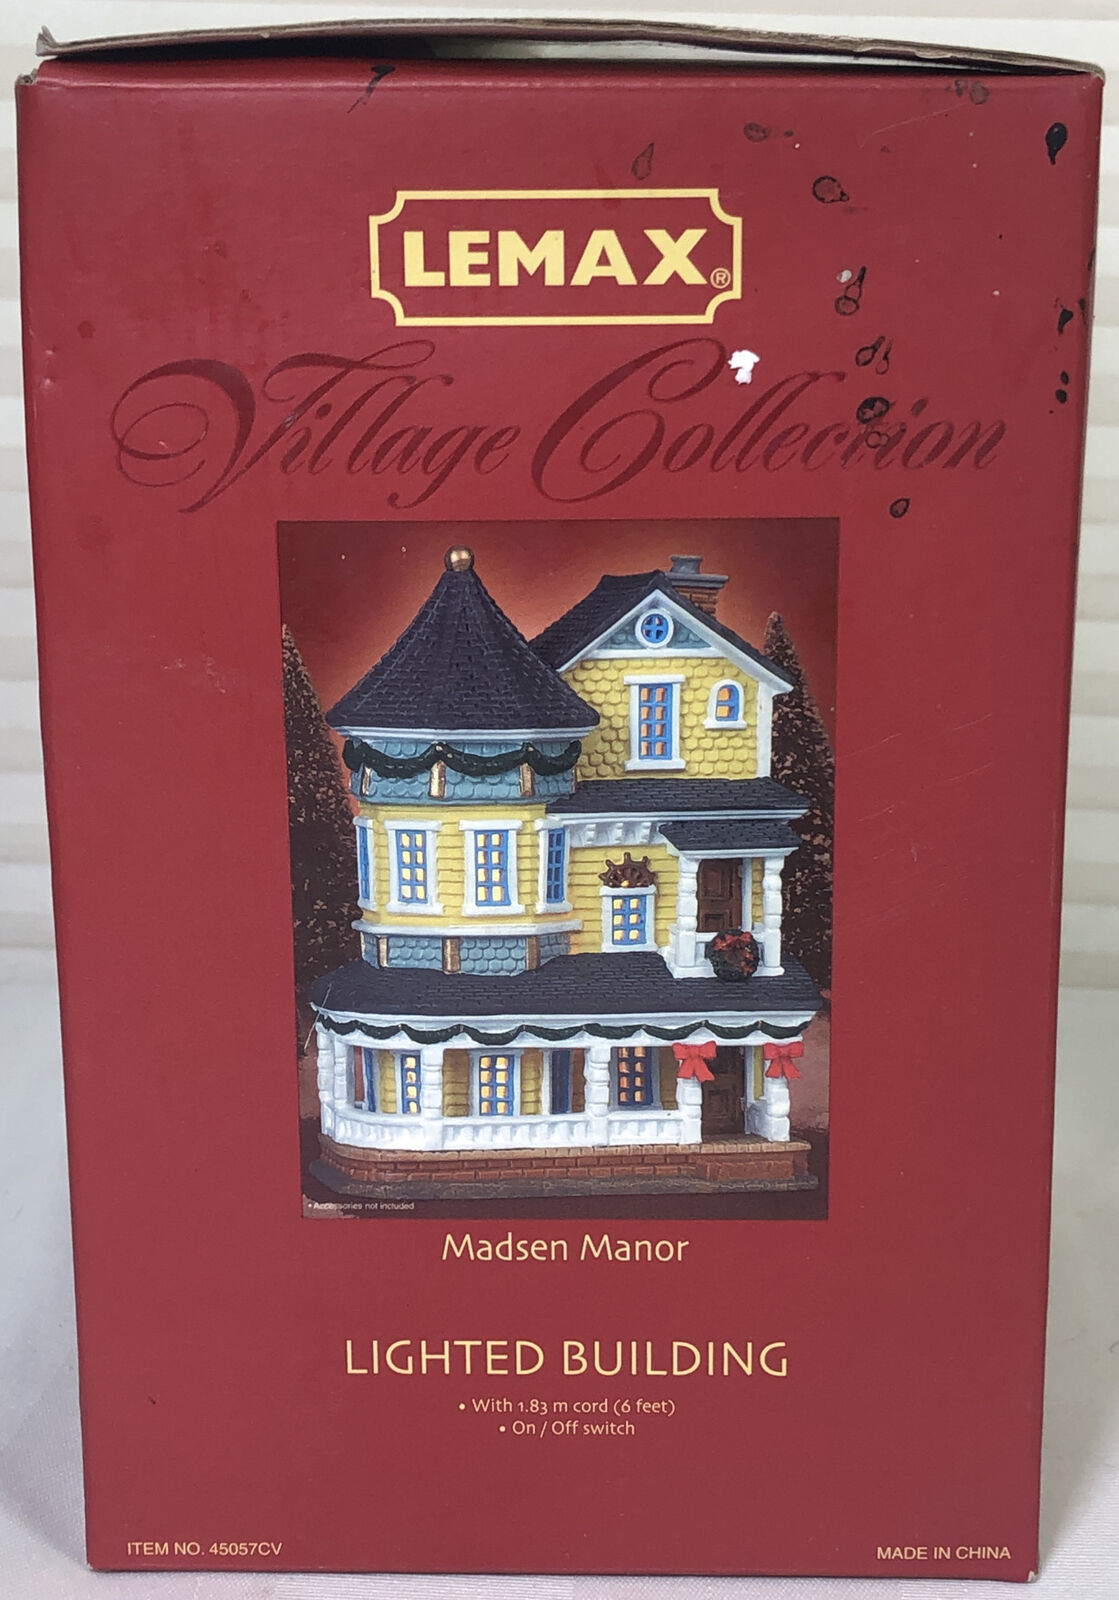 LEMAX®
Village Collection
• Accessories not included
Madsen Manor
LIGHTED BUILDING
• With 1.83 m cord (6 feet)
• On / Off switch
ITEM NO. 45057CV
MADE IN CHINA